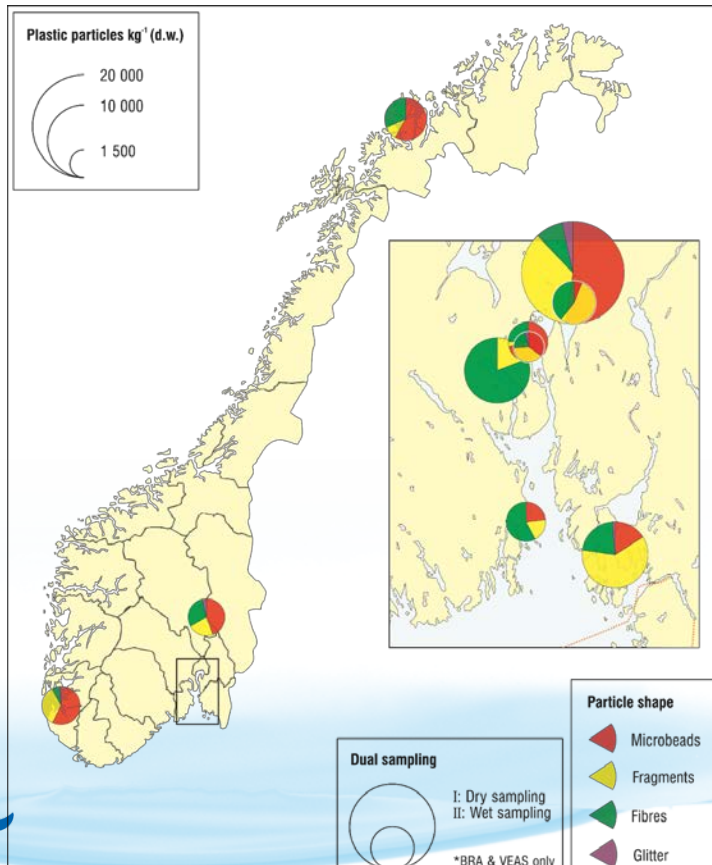 Plastic particles kg⁻¹ (d.w.)
20 000
10 000
1 500
Dual sampling
I: Dry sampling
II: Wet sampling
*BRA & VEAS only
Particle shape
Microbeads
Fragments
Fibres
Glitter